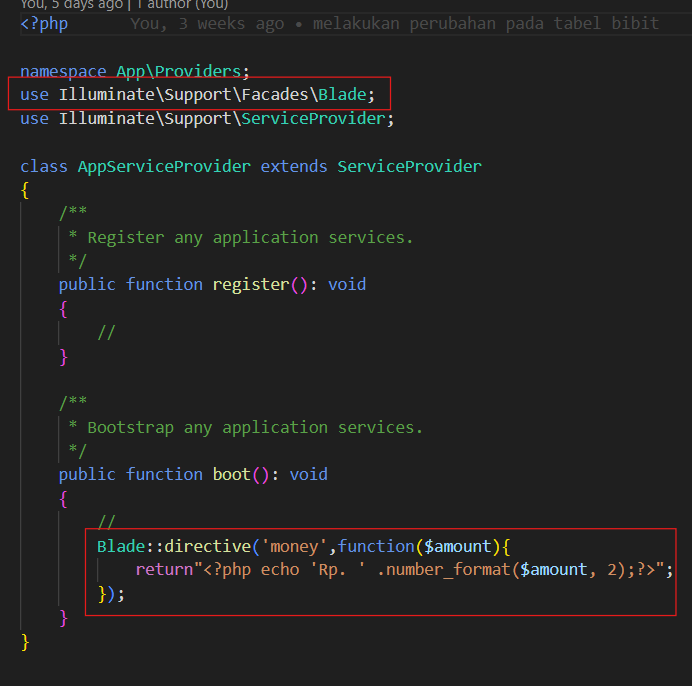 You, 5 days ago | 1 author (You)
<?php You, 3 weeks ago • melakukan perubahan pada tabel bibit
namespace App\Providers;
use Illuminate\Support\Facades\Blade;
use Illuminate\Support\ServiceProvider;
class AppServiceProvider extends ServiceProvider
{
/**
* Register any application services.
*/
public function register(): void
{
//
}
/**
* Bootstrap any application services.
*/
public function boot(): void
{
//
Blade::directive('money',function($amount){
return"<?php echo 'Rp. ' .number_format($amount, 2);?>";
});
}
}